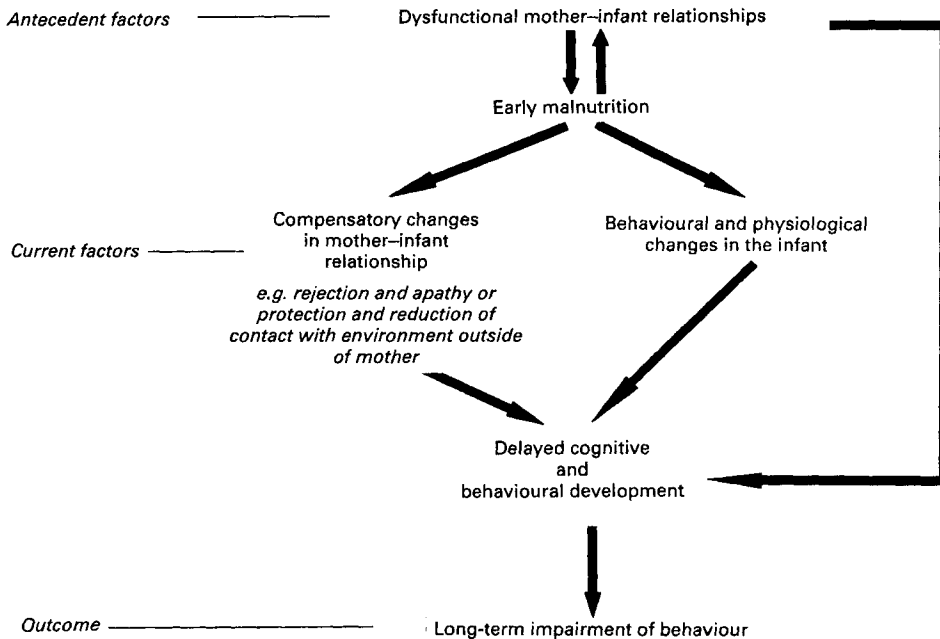 Antecedent factors
Dysfunctional mother–infant relationships
Early malnutrition
Compensatory changes
in mother–infant
relationship
Behavioural and physiological
changes in the infant
Current factors
e.g. rejection and apathy or
protection and reduction of
contact with environment outside
of mother
Delayed cognitive
and
behavioural development
Outcome
Long-term impairment of behaviour